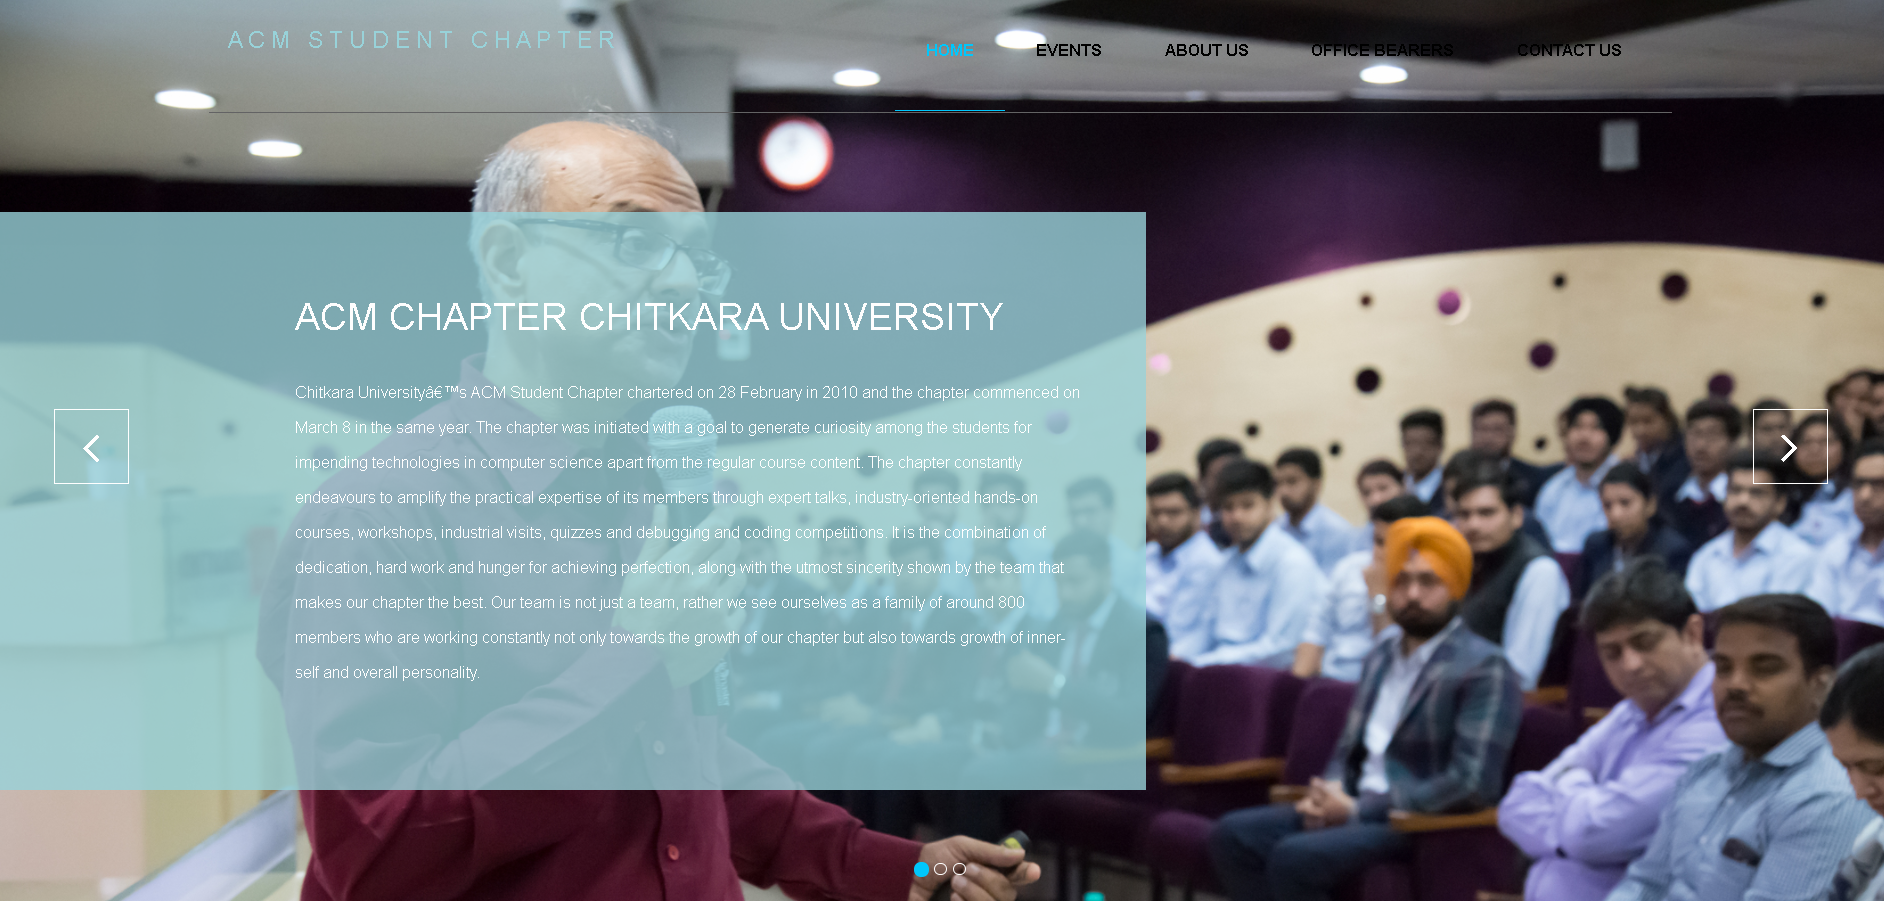 ACM STUDENT CHAPTER
HOME EVENTS ABOUT US OFFICE BEARERS CONTACT US
ACM CHAPTER CHITKARA UNIVERSITY
Chitkara Universityâ€™s ACM Student Chapter chartered on 28 February in 2010 and the chapter commenced on
March 8 in the same year. The chapter was initiated with a goal to generate curiosity among the students for
impending technologies in computer science apart from the regular course content. The chapter constantly
endeavours to amplify the practical expertise of its members through expert talks, industry-oriented hands-on
courses, workshops, industrial visits, quizzes and debugging and coding competitions. It is the combination of
dedication, hard work and hunger for achieving perfection, along with the utmost sincerity shown by the team that
makes our chapter the best. Our team is not just a team, rather we see ourselves as a family of around 800
members who are working constantly not only towards the growth of our chapter but also towards growth of inner-
self and overall personality.